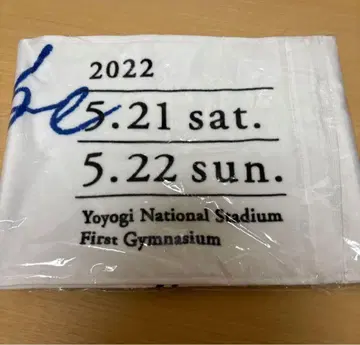 2022
5.21 sat.
5.22 sun.
Yoyogi National Stadium
First Gymnasium